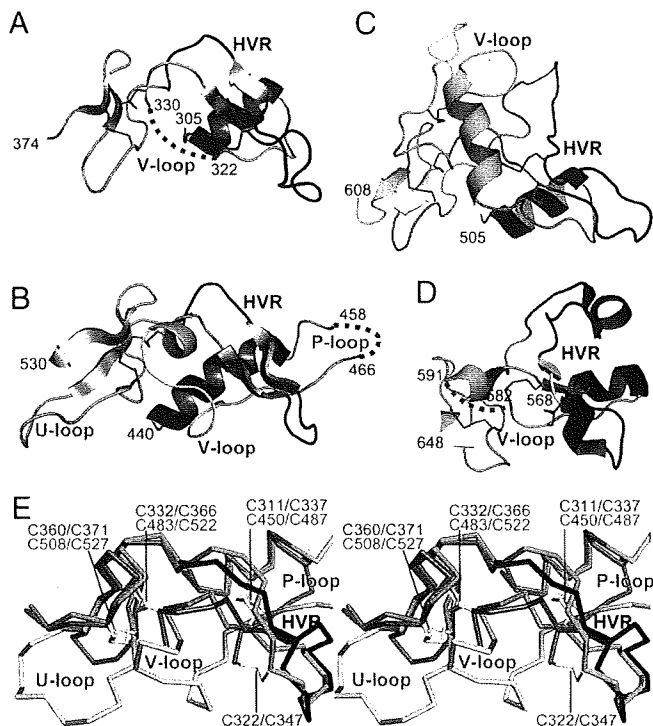 A
HVR
330
305
374
V-loop
322
C
V-loop
HVR
608
505
B
HVR
458
P-loop
466
530
U-loop
440
V-loop
D
HVR
591
582
568
V-loop
648
E
C332/C366
C483/C522
C311/C337
C450/C487
C360/C371
C508/C527
P-loop
HVR
V-loop
U-loop
C322/C347
C332/C366
C483/C522
C311/C337
C450/C487
C360/C371
C508/C527
P-loop
HVR
V-loop
U-loop
C322/C347